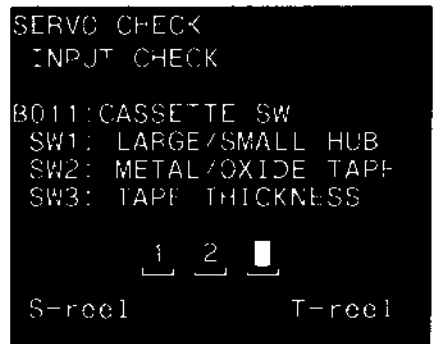 SERVO CHECK
INPUT CHECK
B011:CASSETTE SW
SW1: LARGE/SMALL HUB
SW2: METAL/OXIDE TAPE
SW3: TAPE THICKNESS
1 2
S-reel T-reel